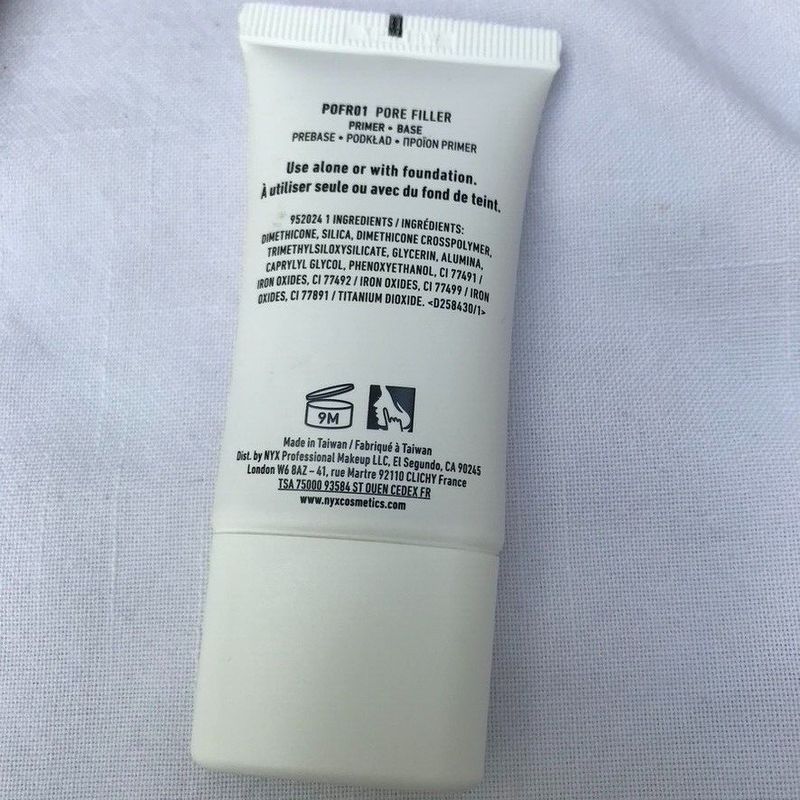 POFR01 PORE FILLER
PRIMER • BASE
PREBASE • PODKŁAD • ΠΡΟΪΟΝ PRIMER
Use alone or with foundation.
À utiliser seule ou avec du fond de teint.
952024 1 INGREDIENTS / INGRÉDIENTS:
DIMETHICONE, SILICA, DIMETHICONE CROSSPOLYMER,
TRIMETHYLSILOXYSILICATE, GLYCERIN, ALUMINA,
CAPRYLYL GLYCOL, PHENOXYETHANOL, CI 77491 /
IRON OXIDES, CI 77492 / IRON OXIDES, CI 77499 / IRON
OXIDES, CI 77891 / TITANIUM DIOXIDE. <D258430/1>
9M
Made in Taiwan / Fabriqué à Taiwan
Dist. by NYX Professional Makeup LLC, El Segundo, CA 90245
London W6 8AZ – 41, rue Martre 92110 CLICHY France
TSA 75000 93584 ST OUEN CEDEX FR
www.nyxcosmetics.com